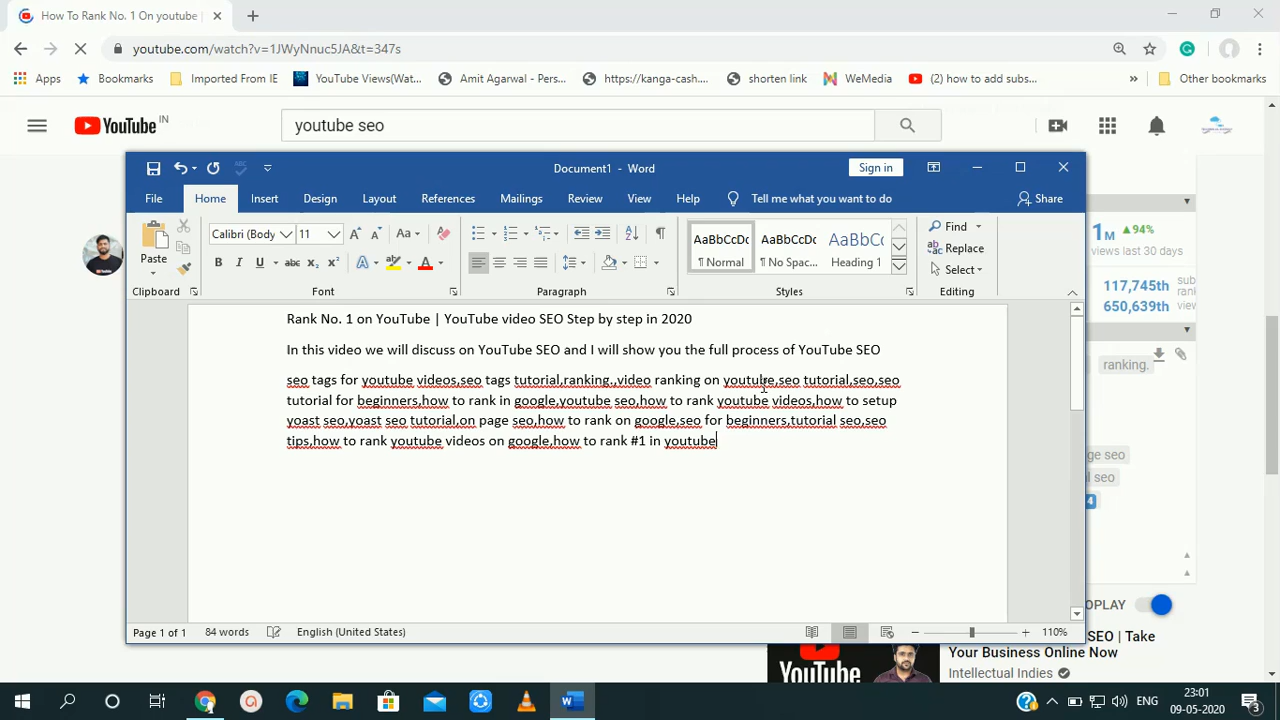 How To Rank No. 1 On youtube |
youtube.com/watch?v=1JWyNnuc5JA&t=347s
Apps
Bookmarks
Imported From IE
YouTube Views(Wat...
Amit Agarwal - Pers...
https://kanga-cash....
shorten link
WeMedia
(2) how to add subs...
»
Other bookmarks
YouTube IN
youtube seo
Document1 - Word
Sign in
File
Home
Insert
Design
Layout
References
Mailings
Review
View
Help
Tell me what you want to do
Share
Paste
Calibri (Body
11
Aa
B I U abc x₂ x² A A
AaBbCcDc
¶ Normal
AaBbCcDc
¶ No Spac...
AaBbC
Heading 1
Find
Replace
Select
Clipboard
Font
Paragraph
Styles
Editing
Rank No. 1 on YouTube | YouTube video SEO Step by step in 2020
In this video we will discuss on YouTube SEO and I will show you the full process of YouTube SEO
seo tags for youtube videos,seo tags tutorial,ranking.,video ranking on youtube,seo tutorial,seo,seo
tutorial for beginners,how to rank in google,youtube seo,how to rank youtube videos,how to setup
yoast seo,yoast seo tutorial,on page seo,how to rank on google,seo for beginners,tutorial seo,seo
tips,how to rank youtube videos on google,how to rank #1 in youtube
Page 1 of 1
84 words
English (United States)
110%
1M ▲94%
views last 30 days
117,745th sub
rank
650,639th
ranking.
ge seo
l seo
4
OPLAY
SEO | Take
Your Business Online Now
Intellectual Indies
ENG
23:01
09-05-2020
3